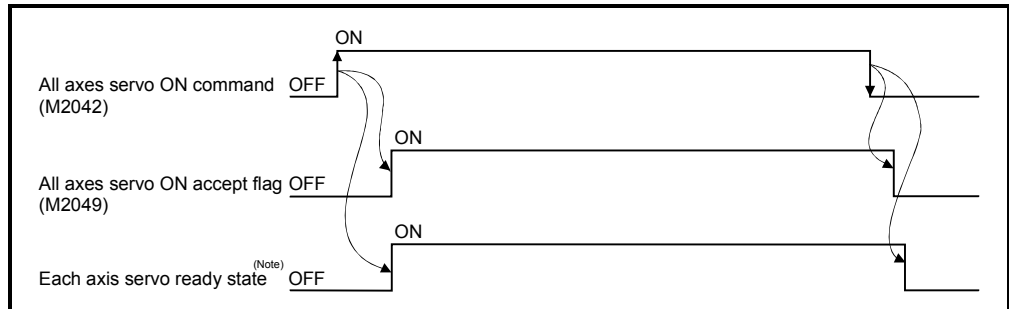 ON
All axes servo ON command OFF
(M2042)
ON
All axes servo ON accept flag OFF
(M2049)
ON
Each axis servo ready state (Note) OFF